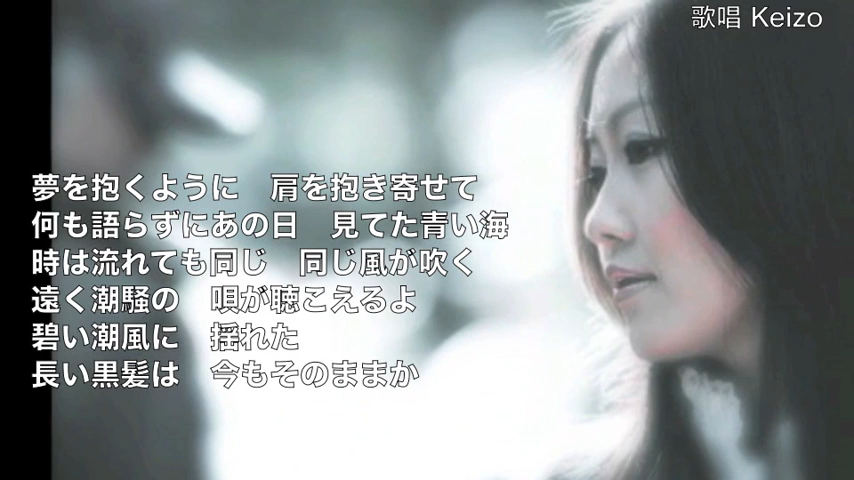 歌唱 Keizo
夢を抱くように　肩を抱き寄せて
何も語らずにあの日　見てた青い海
時は流れても同じ　同じ風が吹く
遠く潮騒の　唄が聴こえるよ
碧い潮風に　揺れた
長い黒髪は　今もそのままか